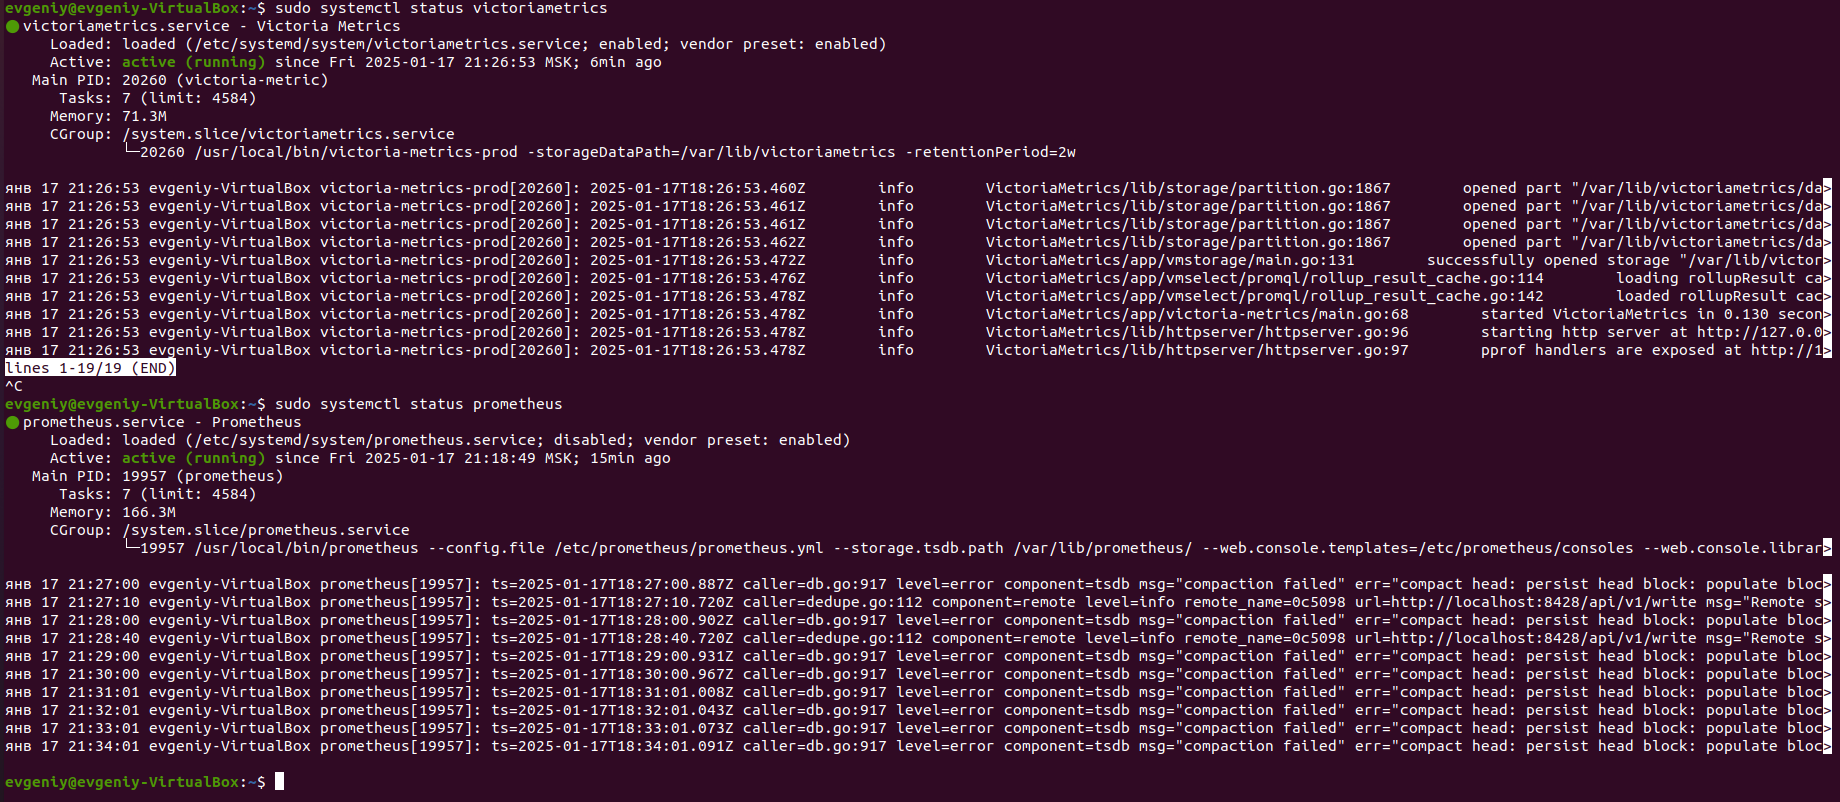 evgeniy@evgeniy-VirtualBox:~$ sudo systemctl status victoriametrics
victoriametrics.service - Victoria Metrics
Loaded: loaded (/etc/systemd/system/victoriametrics.service; enabled; vendor preset: enabled)
Active: active (running) since Fri 2025-01-17 21:26:53 MSK; 6min ago
Main PID: 20260 (victoria-metric)
Tasks: 7 (limit: 4584)
Memory: 71.3M
CGroup: /system.slice/victoriametrics.service
└─20260 /usr/local/bin/victoria-metrics-prod -storageDataPath=/var/lib/victoriametrics -retentionPeriod=2w
янв 17 21:26:53 evgeniy-VirtualBox victoria-metrics-prod[20260]: 2025-01-17T18:26:53.460Z info VictoriaMetrics/lib/storage/partition.go:1867 opened part "/var/lib/victoriametrics/da>
янв 17 21:26:53 evgeniy-VirtualBox victoria-metrics-prod[20260]: 2025-01-17T18:26:53.461Z info VictoriaMetrics/lib/storage/partition.go:1867 opened part "/var/lib/victoriametrics/da>
янв 17 21:26:53 evgeniy-VirtualBox victoria-metrics-prod[20260]: 2025-01-17T18:26:53.461Z info VictoriaMetrics/lib/storage/partition.go:1867 opened part "/var/lib/victoriametrics/da>
янв 17 21:26:53 evgeniy-VirtualBox victoria-metrics-prod[20260]: 2025-01-17T18:26:53.462Z info VictoriaMetrics/lib/storage/partition.go:1867 opened part "/var/lib/victoriametrics/da>
янв 17 21:26:53 evgeniy-VirtualBox victoria-metrics-prod[20260]: 2025-01-17T18:26:53.472Z info VictoriaMetrics/app/vmstorage/main.go:131 successfully opened storage "/var/lib/victor>
янв 17 21:26:53 evgeniy-VirtualBox victoria-metrics-prod[20260]: 2025-01-17T18:26:53.476Z info VictoriaMetrics/app/vmselect/promql/rollup_result_cache.go:114 loading rollupResult ca>
янв 17 21:26:53 evgeniy-VirtualBox victoria-metrics-prod[20260]: 2025-01-17T18:26:53.478Z info VictoriaMetrics/app/vmselect/promql/rollup_result_cache.go:142 loaded rollupResult cac>
янв 17 21:26:53 evgeniy-VirtualBox victoria-metrics-prod[20260]: 2025-01-17T18:26:53.478Z info VictoriaMetrics/app/victoria-metrics/main.go:68 started VictoriaMetrics in 0.130 secon>
янв 17 21:26:53 evgeniy-VirtualBox victoria-metrics-prod[20260]: 2025-01-17T18:26:53.478Z info VictoriaMetrics/lib/httpserver/httpserver.go:96 starting http server at http://127.0.0>
янв 17 21:26:53 evgeniy-VirtualBox victoria-metrics-prod[20260]: 2025-01-17T18:26:53.478Z info VictoriaMetrics/lib/httpserver/httpserver.go:97 pprof handlers are exposed at http://1>
lines 1-19/19 (END)
^C
evgeniy@evgeniy-VirtualBox:~$ sudo systemctl status prometheus
prometheus.service - Prometheus
Loaded: loaded (/etc/systemd/system/prometheus.service; disabled; vendor preset: enabled)
Active: active (running) since Fri 2025-01-17 21:18:49 MSK; 15min ago
Main PID: 19957 (prometheus)
Tasks: 7 (limit: 4584)
Memory: 166.3M
CGroup: /system.slice/prometheus.service
└─19957 /usr/local/bin/prometheus --config.file /etc/prometheus/prometheus.yml --storage.tsdb.path /var/lib/prometheus/ --web.console.templates=/etc/prometheus/consoles --web.console.librar>
янв 17 21:27:00 evgeniy-VirtualBox prometheus[19957]: ts=2025-01-17T18:27:00.887Z caller=db.go:917 level=error component=tsdb msg="compaction failed" err="compact head: persist head block: populate bloc>
янв 17 21:27:10 evgeniy-VirtualBox prometheus[19957]: ts=2025-01-17T18:27:10.720Z caller=dedupe.go:112 component=remote level=info remote_name=0c5098 url=http://localhost:8428/api/v1/write msg="Remote s>
янв 17 21:28:00 evgeniy-VirtualBox prometheus[19957]: ts=2025-01-17T18:28:00.902Z caller=db.go:917 level=error component=tsdb msg="compaction failed" err="compact head: persist head block: populate bloc>
янв 17 21:28:40 evgeniy-VirtualBox prometheus[19957]: ts=2025-01-17T18:28:40.720Z caller=dedupe.go:112 component=remote level=info remote_name=0c5098 url=http://localhost:8428/api/v1/write msg="Remote s>
янв 17 21:29:00 evgeniy-VirtualBox prometheus[19957]: ts=2025-01-17T18:29:00.931Z caller=db.go:917 level=error component=tsdb msg="compaction failed" err="compact head: persist head block: populate bloc>
янв 17 21:30:00 evgeniy-VirtualBox prometheus[19957]: ts=2025-01-17T18:30:00.967Z caller=db.go:917 level=error component=tsdb msg="compaction failed" err="compact head: persist head block: populate bloc>
янв 17 21:31:01 evgeniy-VirtualBox prometheus[19957]: ts=2025-01-17T18:31:01.008Z caller=db.go:917 level=error component=tsdb msg="compaction failed" err="compact head: persist head block: populate bloc>
янв 17 21:32:01 evgeniy-VirtualBox prometheus[19957]: ts=2025-01-17T18:32:01.043Z caller=db.go:917 level=error component=tsdb msg="compaction failed" err="compact head: persist head block: populate bloc>
янв 17 21:33:01 evgeniy-VirtualBox prometheus[19957]: ts=2025-01-17T18:33:01.073Z caller=db.go:917 level=error component=tsdb msg="compaction failed" err="compact head: persist head block: populate bloc>
янв 17 21:34:01 evgeniy-VirtualBox prometheus[19957]: ts=2025-01-17T18:34:01.091Z caller=db.go:917 level=error component=tsdb msg="compaction failed" err="compact head: persist head block: populate bloc>
evgeniy@evgeniy-VirtualBox:~$